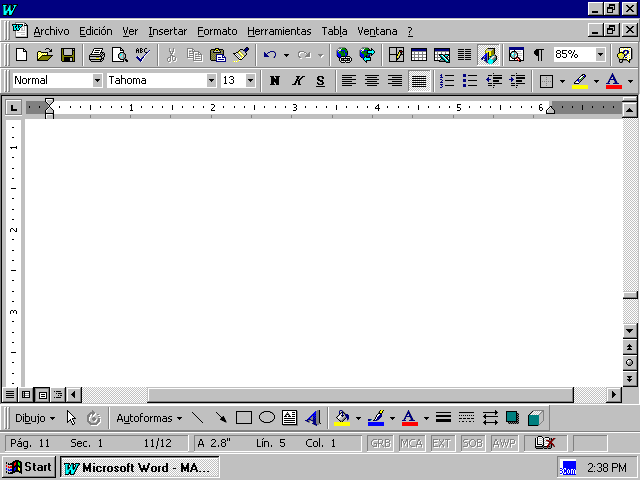 W
Archivo Edición Ver Insertar Formato Herramientas Tabla Ventana ?
ABC ¶ 85%
Normal Tahoma 13 N K S A
L 1 2 3 4 5 6
1
2
3
Dibujo Autoformas A A
Pág. 11 Sec. 1 11/12 A 2.8" Lín. 5 Col. 1 GRB MCA EXT SOB AWP
Start W Microsoft Word - MA... 3Com 2:38 PM